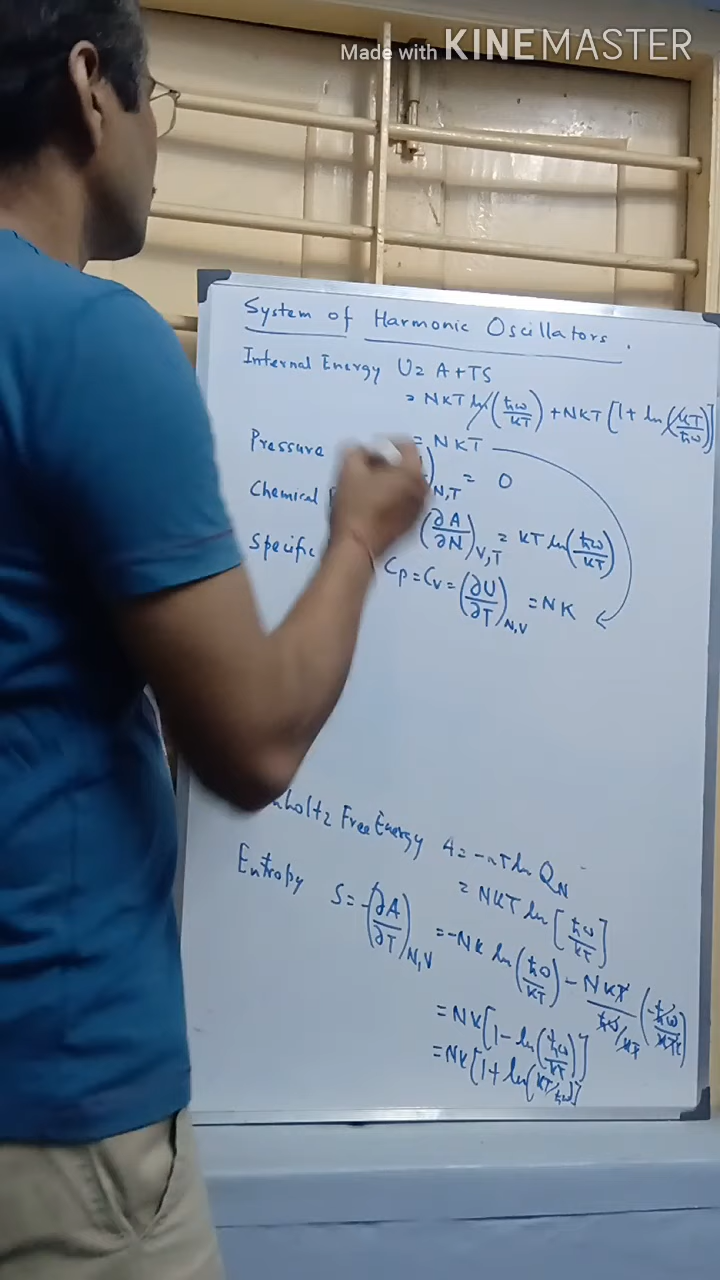 Made with KINEMASTER
System of Harmonic Oscillators.
Internal Energy U = A + TS
= NKT ln(ħω/KT) + NKT [1 + ln(KT/ħω)]
= NKT
Pressure )N,T = 0
Chemical (∂A/∂N)V,T = KT ln(ħω/KT)
Specific Cp = Cv = (∂U/∂T)N,V = NK
holtz Free Energy A = -KT ln QN
= NKT ln[ħω/KT]
Entropy S = -(∂A/∂T)N,V = -NK ln(ħω/KT) - NKT/(ħω/KT) (-ħω/KT²)
= NK[1 - ln(ħω/KT)]
= NK[1 + ln(KT/ħω)]